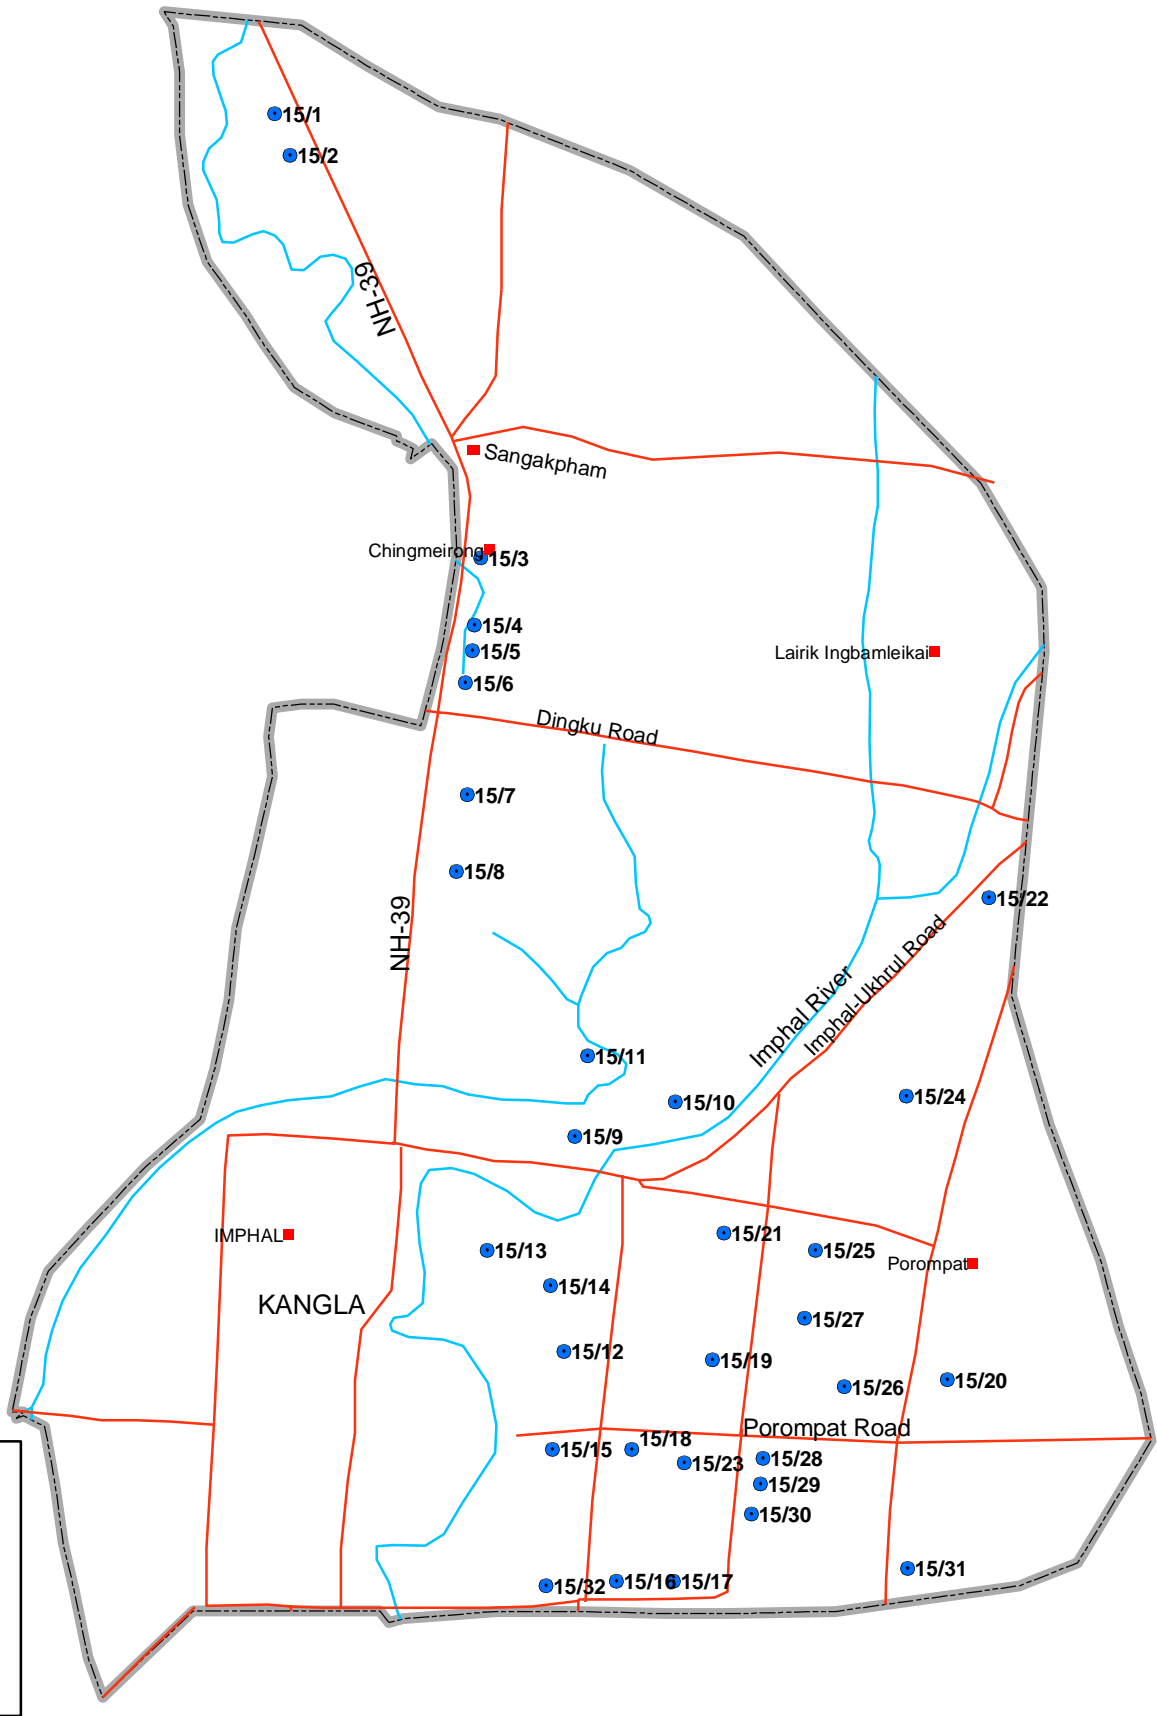 15/1
15/2
NH-39
Sangakpham
Chingmeirong
15/3
15/4
Lairik Ingbamleikai
15/5
15/6
Dingku Road
15/7
15/8
15/22
NH-39
Imphal River
Imphal-Ukhrul Road
15/11
15/24
15/10
15/9
IMPHAL
15/21
15/13
15/25
Porompat
15/14
KANGLA
15/27
15/12
15/19
15/20
15/26
Porompat Road
15/18
15/15
15/28
15/23
15/29
15/30
15/31
15/16
15/17
15/32